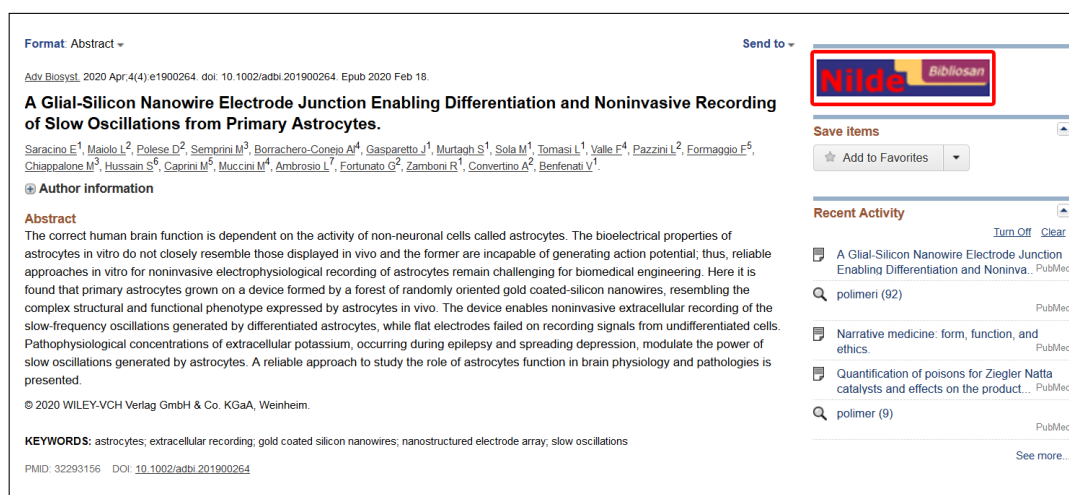 Format: Abstract
Send to
Adv Biosyst. 2020 Apr;4(4):e1900264. doi: 10.1002/adbi.201900264. Epub 2020 Feb 18.
A Glial-Silicon Nanowire Electrode Junction Enabling Differentiation and Noninvasive Recording
of Slow Oscillations from Primary Astrocytes.
Saracino E1, Maiolo L2, Polese D2, Semprini M3, Borrachero-Conejo AI4, Gasparetto J1, Murtagh S1, Sola M1, Tomasi L1, Valle F4, Pazzini L2, Formaggio F5,
Chiappalone M3, Hussain S6, Caprini M5, Muccini M4, Ambrosio L7, Fortunato G2, Zamboni R1, Convertino A2, Benfenati V1.
Author information
Abstract
The correct human brain function is dependent on the activity of non-neuronal cells called astrocytes. The bioelectrical properties of
astrocytes in vitro do not closely resemble those displayed in vivo and the former are incapable of generating action potential; thus, reliable
approaches in vitro for noninvasive electrophysiological recording of astrocytes remain challenging for biomedical engineering. Here it is
found that primary astrocytes grown on a device formed by a forest of randomly oriented gold coated-silicon nanowires, resembling the
complex structural and functional phenotype expressed by astrocytes in vivo. The device enables noninvasive extracellular recording of the
slow-frequency oscillations generated by differentiated astrocytes, while flat electrodes failed on recording signals from undifferentiated cells.
Pathophysiological concentrations of extracellular potassium, occurring during epilepsy and spreading depression, modulate the power of
slow oscillations generated by astrocytes. A reliable approach to study the role of astrocytes function in brain physiology and pathologies is
presented.
© 2020 WILEY-VCH Verlag GmbH & Co. KGaA, Weinheim.
KEYWORDS: astrocytes; extracellular recording; gold coated silicon nanowires; nanostructured electrode array; slow oscillations
PMID: 32293156 DOI: 10.1002/adbi.201900264
Nilde Bibliosan
Save items
Add to Favorites
Recent Activity
Turn Off Clear
A Glial-Silicon Nanowire Electrode Junction
Enabling Differentiation and Noninva.. PubMed
polimeri (92)
PubMed
Narrative medicine: form, function, and
ethics. PubMed
Quantification of poisons for Ziegler Natta
catalysts and effects on the product... PubMed
polimer (9)
PubMed
See more...